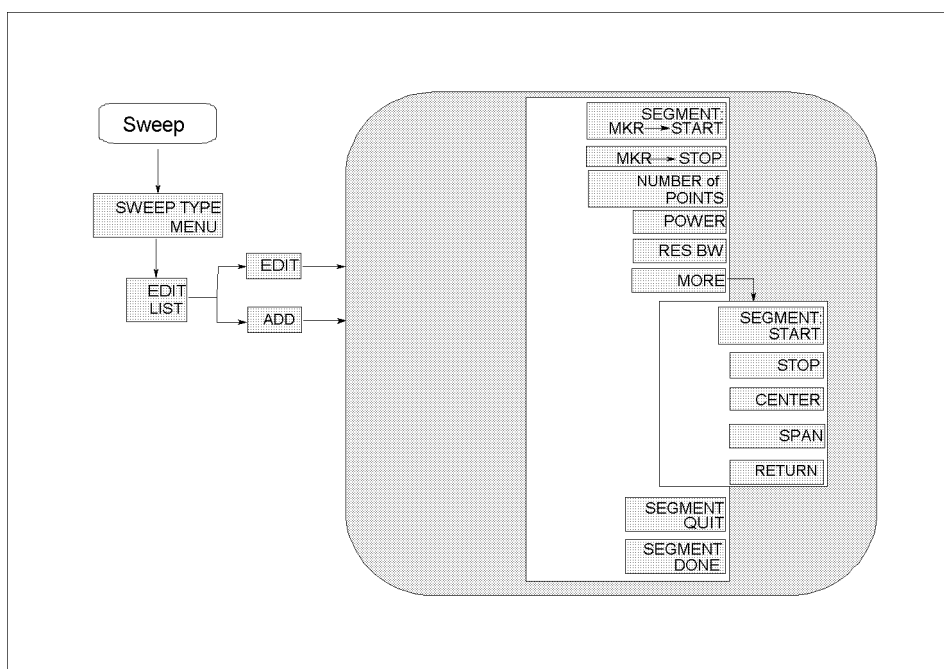 Sweep
SWEEP TYPE
MENU
EDIT
LIST
EDIT
ADD
SEGMENT:
MKR→START
MKR→ STOP
NUMBER of
POINTS
POWER
RES BW
MORE
SEGMENT:
START
STOP
CENTER
SPAN
RETURN
SEGMENT
QUIT
SEGMENT
DONE